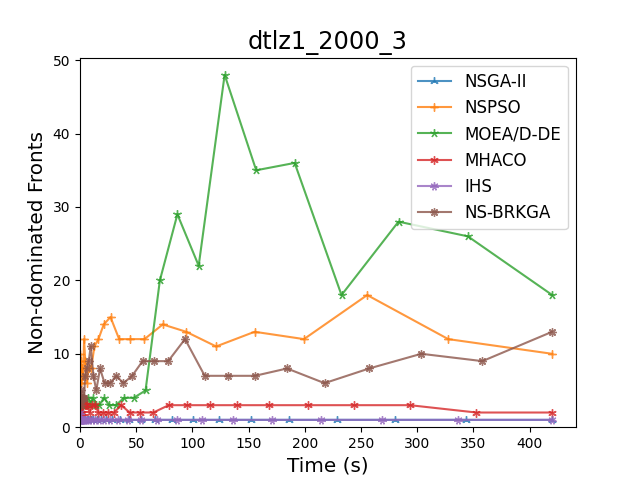 dtlz1_2000_3
Non-dominated Fronts
50
40
30
20
10
0
0 50 100 150 200 250 300 350 400
Time (s)
NSGA-II
NSPSO
MOEA/D-DE
MHACO
IHS
NS-BRKGA